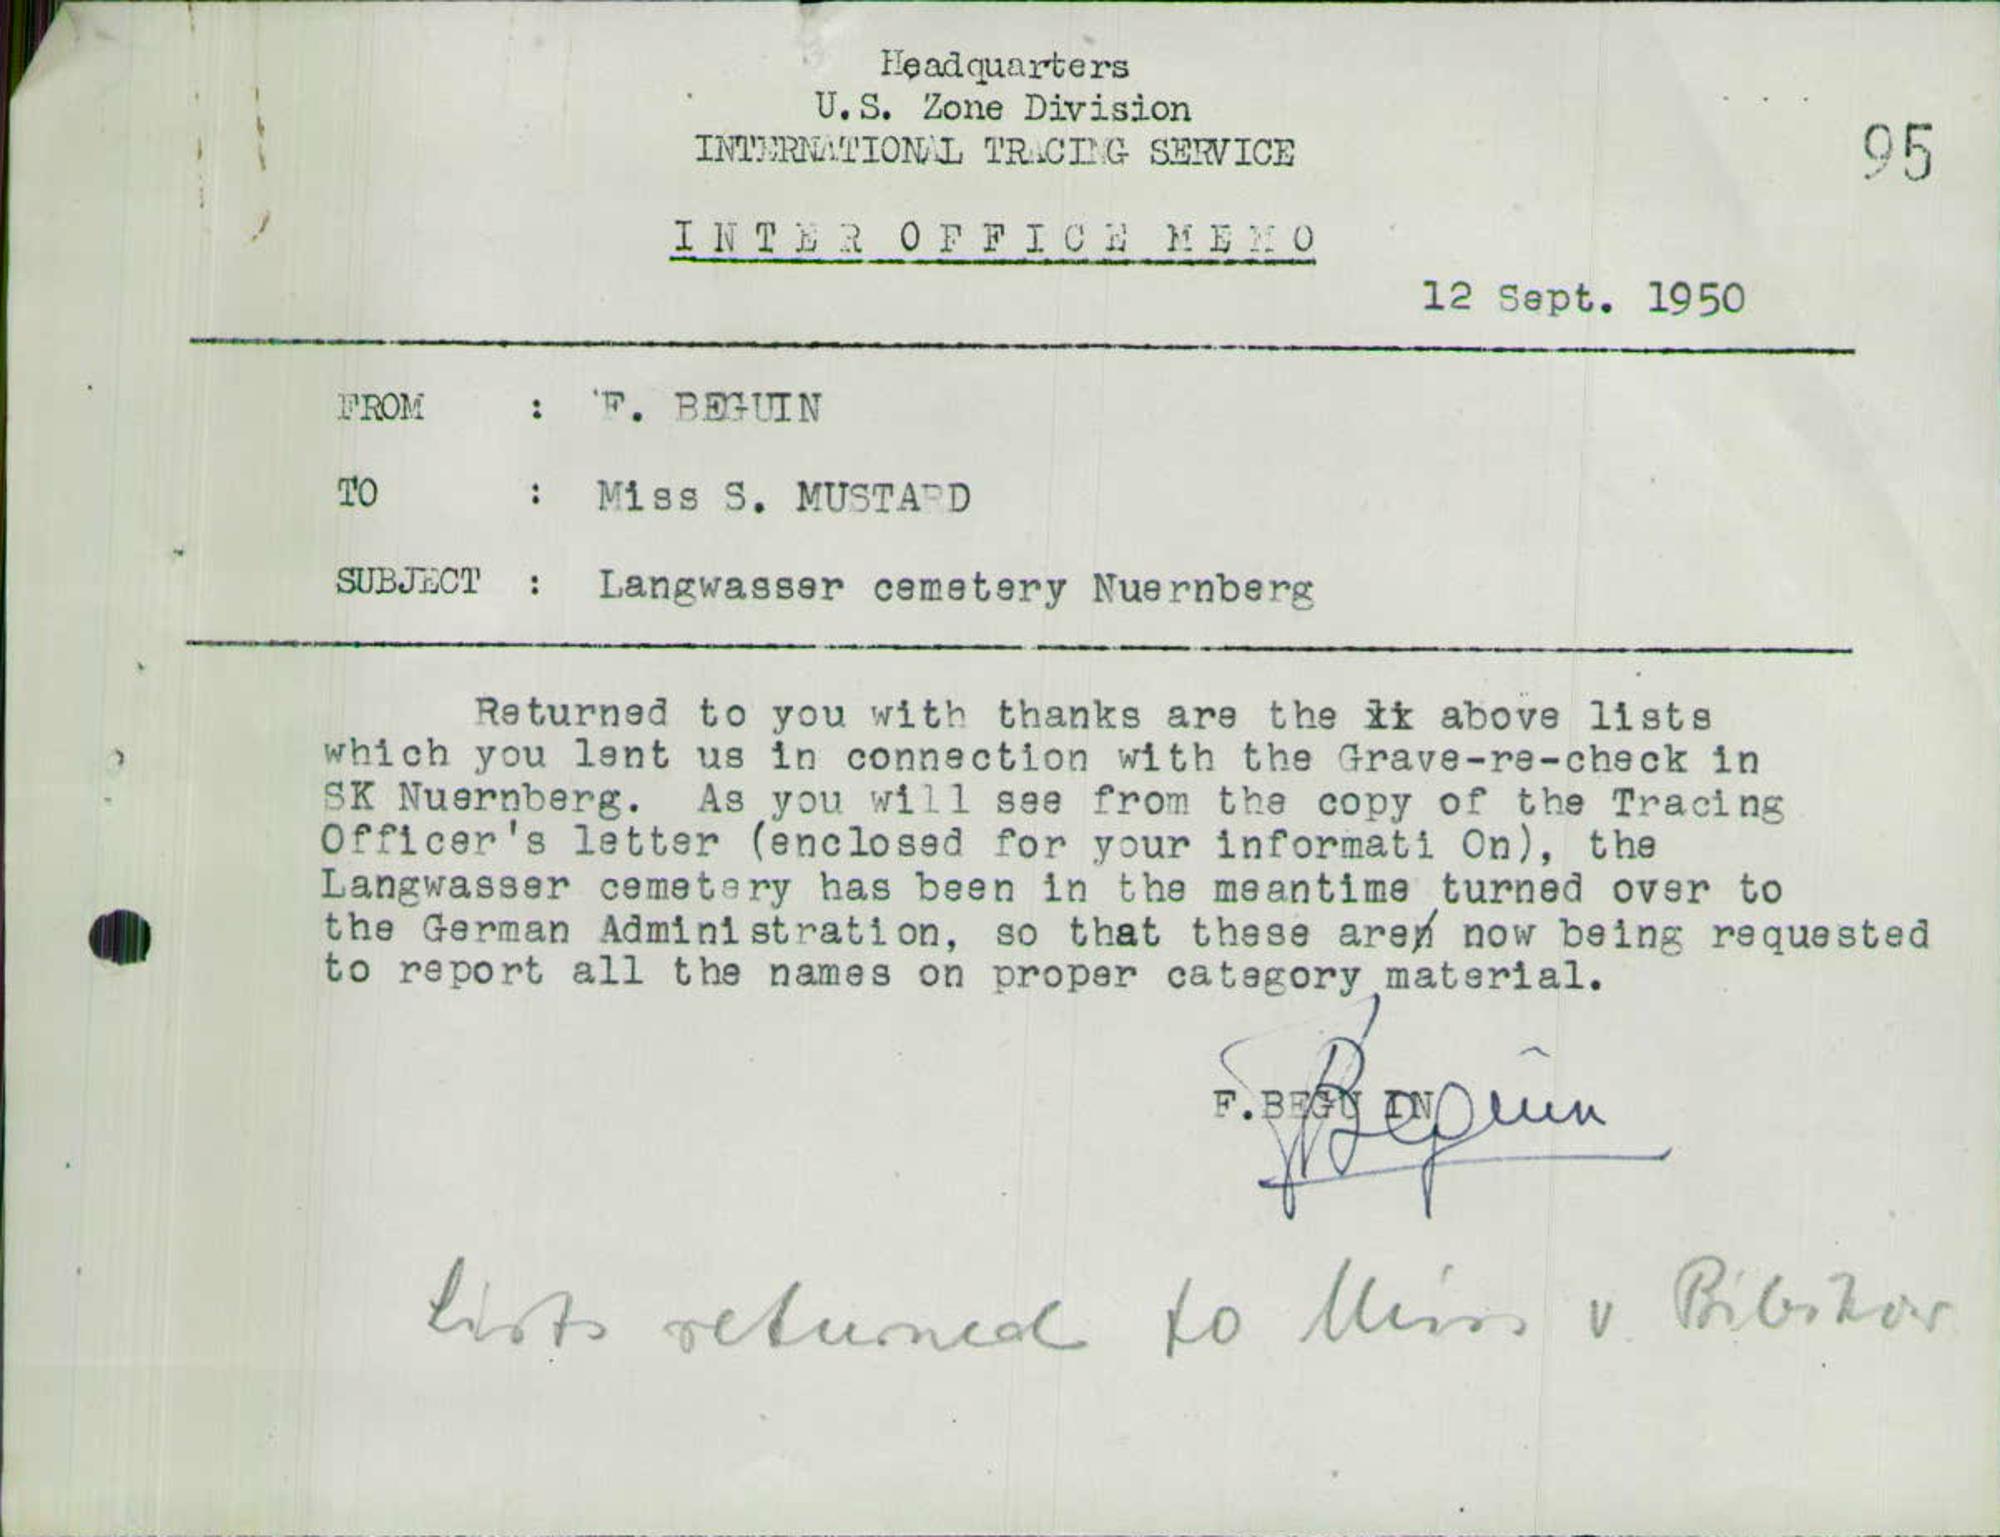 Headquarters
U.S. Zone Division
INTERNATIONAL TRACING SERVICE
95
INTER OFFICE MEMO
12 Sept. 1950
FROM : F. BEGUIN
TO : Miss S. MUSTARD
SUBJECT : Langwasser cemetery Nuernberg
Returned to you with thanks are the above lists
which you lent us in connection with the Grave-re-check in
SK Nuernberg. As you will see from the copy of the Tracing
Officer's letter (enclosed for your informati On), the
Langwasser cemetery has been in the meantime turned over to
the German Administration, so that these are now being requested
to report all the names on proper category material.
F.BEGUIN
F Beguin
Lists returned to Miss v